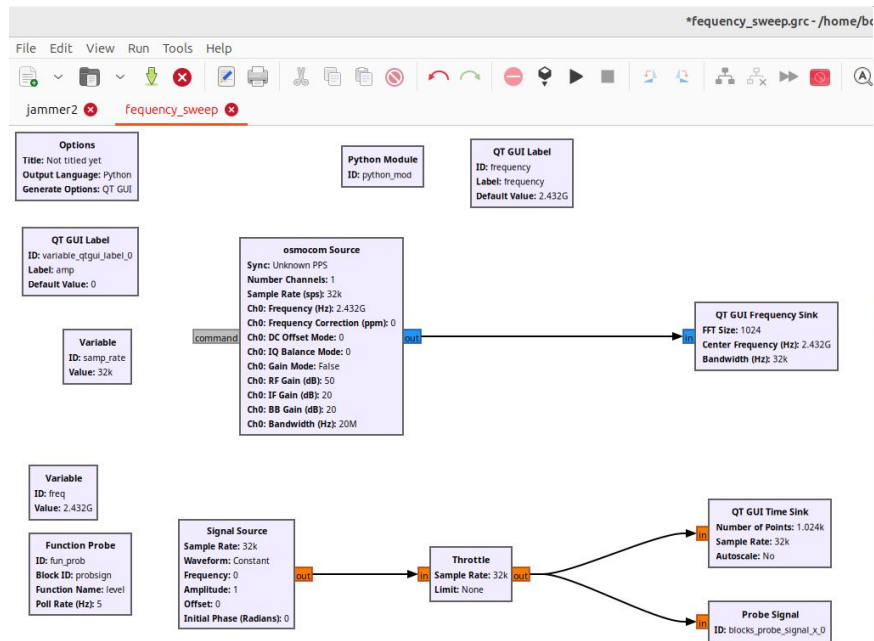 *fequency_sweep.grc - /home/bo
File Edit View Run Tools Help
jammer2
fequency_sweep
Options
Title: Not titled yet
Output Language: Python
Generate Options: QT GUI
Python Module
ID: python_mod
QT GUI Label
ID: frequency
Label: frequency
Default Value: 2.432G
QT GUI Label
ID: variable_qtgui_label_0
Label: amp
Default Value: 0
Variable
ID: samp_rate
Value: 32k
command
osmocom Source
Sync: Unknown PPS
Number Channels: 1
Sample Rate (sps): 32k
Ch0: Frequency (Hz): 2.432G
Ch0: Frequency Correction (ppm): 0
Ch0: DC Offset Mode: 0
Ch0: IQ Balance Mode: 0
Ch0: Gain Mode: False
Ch0: RF Gain (dB): 50
Ch0: IF Gain (dB): 20
Ch0: BB Gain (dB): 20
Ch0: Bandwidth (Hz): 20M
out
in
QT GUI Frequency Sink
FFT Size: 1024
Center Frequency (Hz): 2.432G
Bandwidth (Hz): 32k
Variable
ID: freq
Value: 2.432G
Function Probe
ID: fun_prob
Block ID: probsign
Function Name: level
Poll Rate (Hz): 5
Signal Source
Sample Rate: 32k
Waveform: Constant
Frequency: 0
Amplitude: 1
Offset: 0
Initial Phase (Radians): 0
out
in
Throttle
Sample Rate: 32k
Limit: None
out
in
QT GUI Time Sink
Number of Points: 1.024k
Sample Rate: 32k
Autoscale: No
in
Probe Signal
ID: blocks_probe_signal_x_0